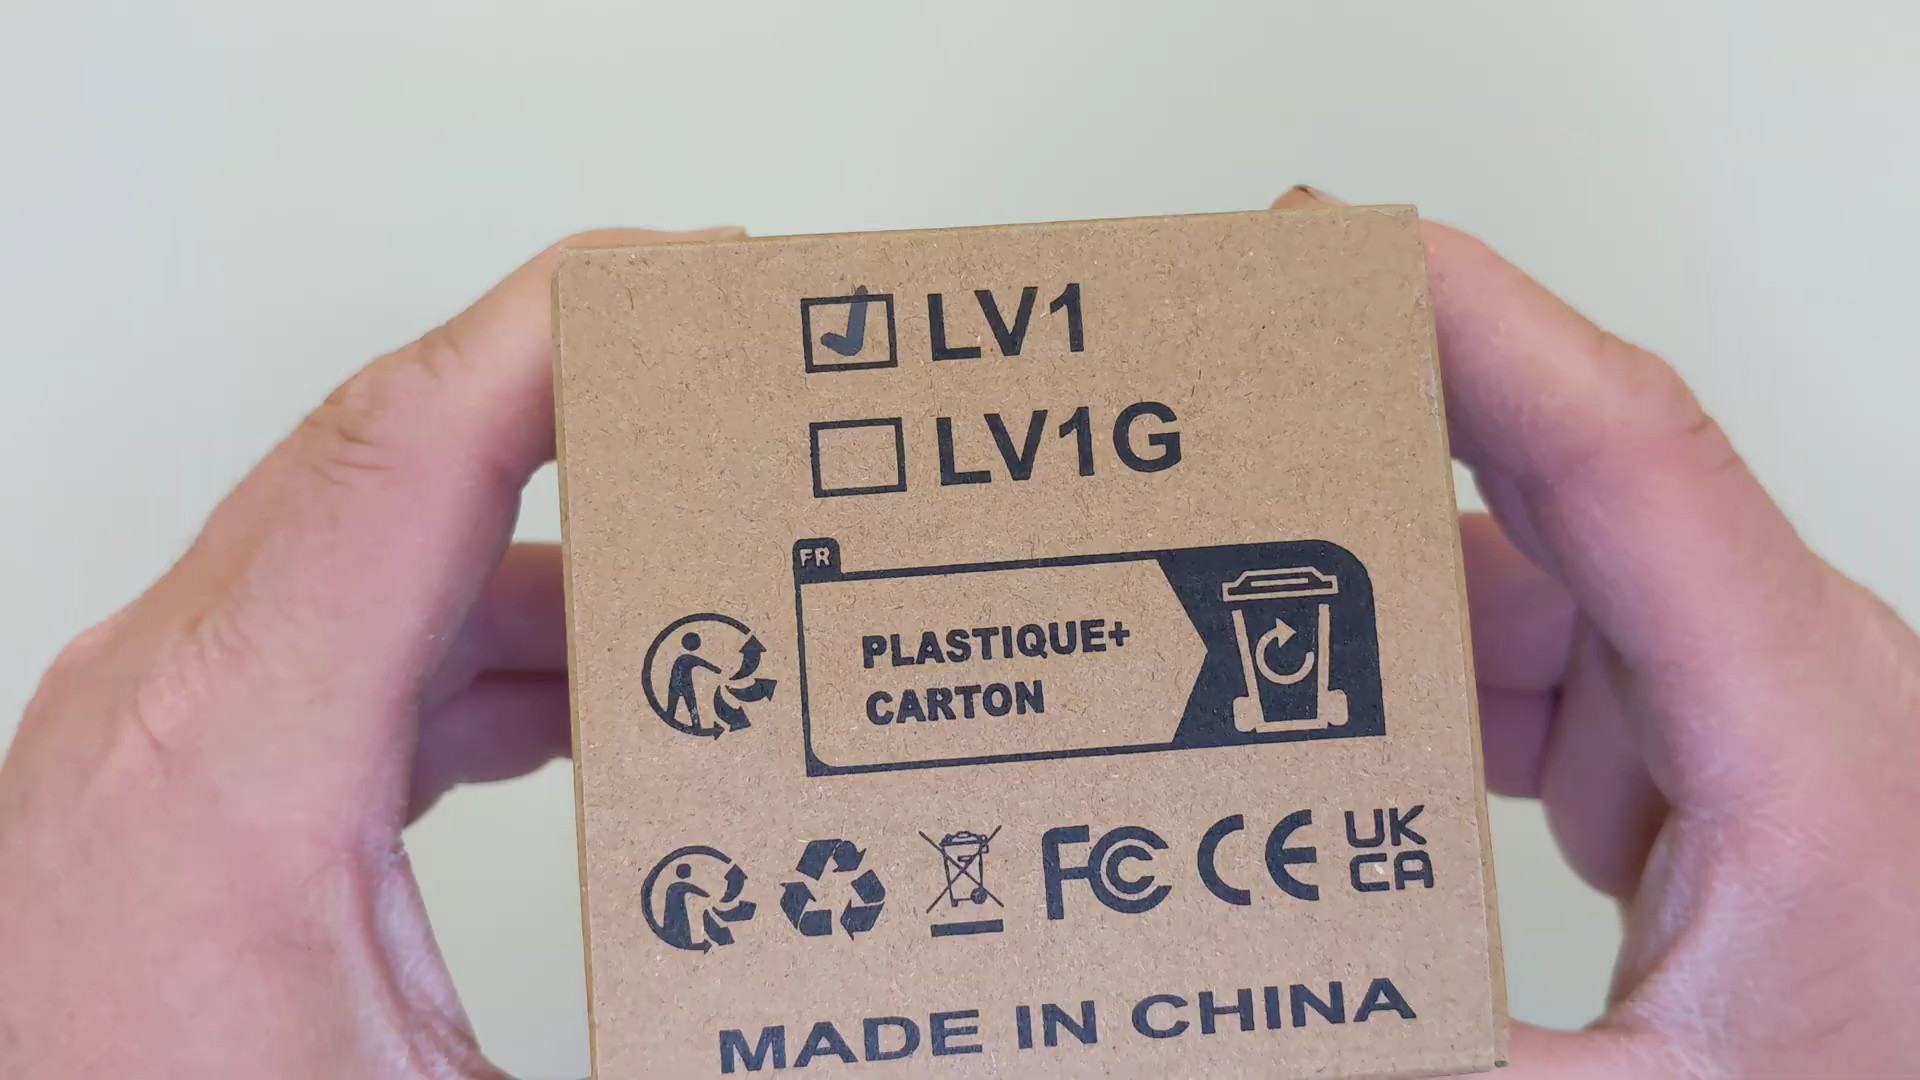 LV1
LV1G
FR
PLASTIQUE+
CARTON
FC CE UK
CA
MADE IN CHINA